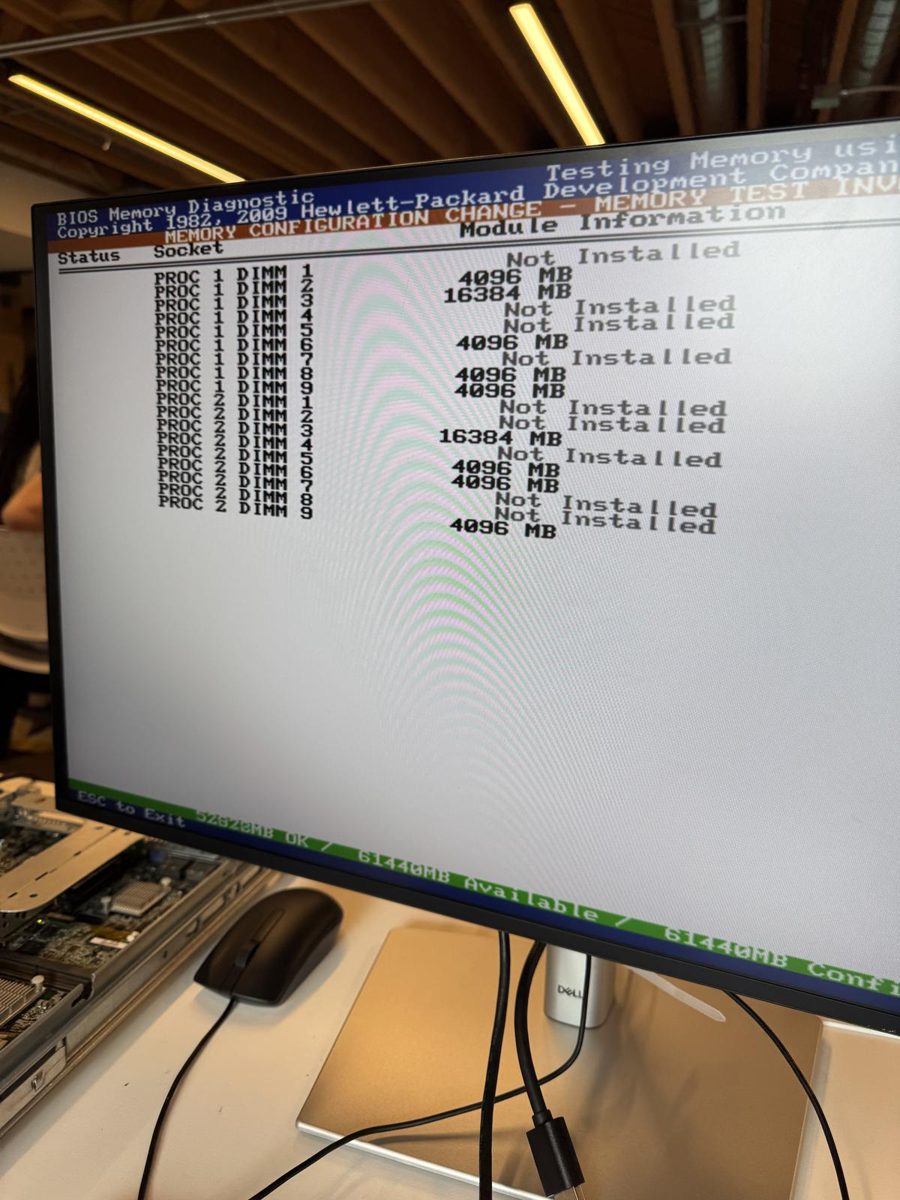 BIOS Memory Diagnostic Testing Memory usi
Copyright 1982, 2009 Hewlett-Packard Development Compan
MEMORY CONFIGURATION CHANGE - MEMORY TEST INV
Status Socket Module Information
PROC 1 DIMM 1 Not Installed
PROC 1 DIMM 2 4096 MB
PROC 1 DIMM 3 16384 MB
PROC 1 DIMM 4 Not Installed
PROC 1 DIMM 5 Not Installed
PROC 1 DIMM 6 4096 MB
PROC 1 DIMM 7 Not Installed
PROC 1 DIMM 8 4096 MB
PROC 1 DIMM 9 4096 MB
PROC 2 DIMM 1 Not Installed
PROC 2 DIMM 2 Not Installed
PROC 2 DIMM 3 16384 MB
PROC 2 DIMM 4 Not Installed
PROC 2 DIMM 5 4096 MB
PROC 2 DIMM 6 4096 MB
PROC 2 DIMM 7 Not Installed
PROC 2 DIMM 8 Not Installed
PROC 2 DIMM 9 4096 MB
OK / 61440MB Available / 61440MB Confi
ESC to Exit
DELL